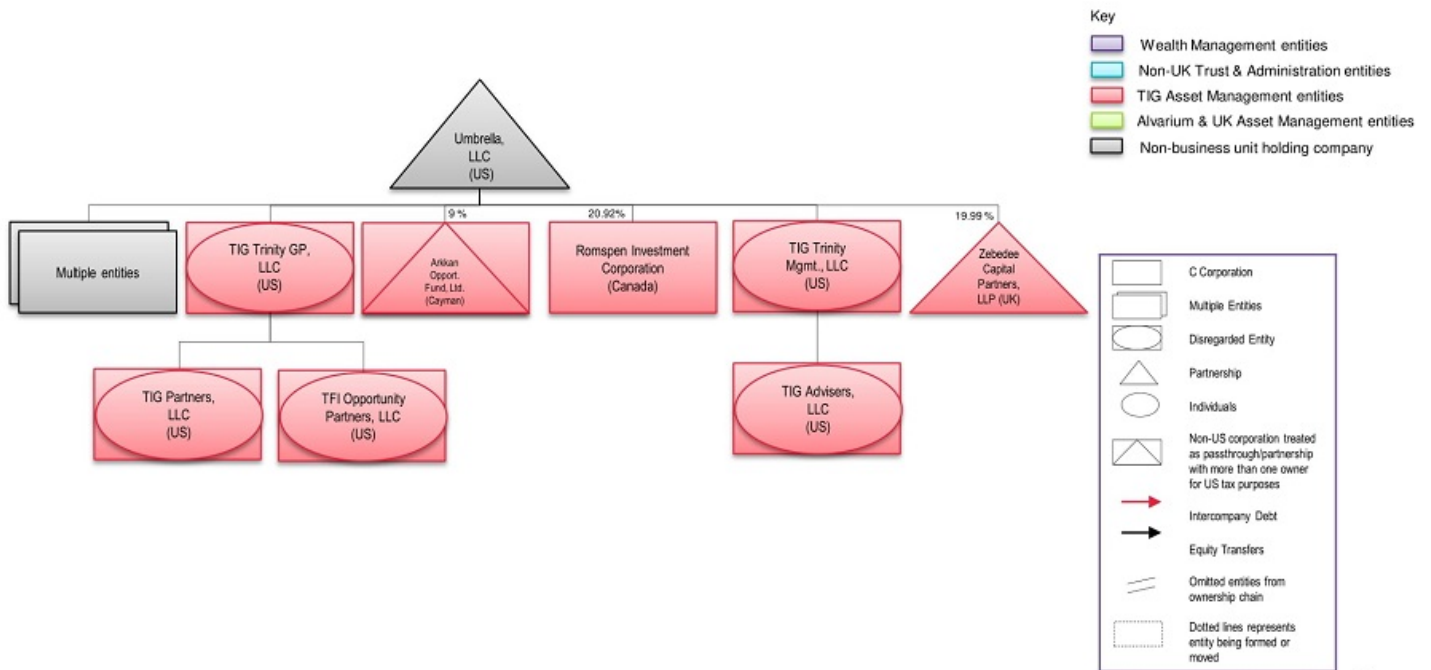 Key
Wealth Management entities
Non-UK Trust & Administration entities
TIG Asset Management entities
Alvarium & UK Asset Management entities
Non-business unit holding company
Umbrella,
LLC
(US)
9 %
20.92%
19.99 %
Multiple entities
TIG Trinity GP,
LLC
(US)
Arkkan
Opport.
Fund, Ltd.
(Cayman)
Romspen Investment
Corporation
(Canada)
TIG Trinity
Mgmt., LLC
(US)
Zebedee
Capital
Partners,
LLP (UK)
TIG Partners,
LLC
(US)
TFI Opportunity
Partners, LLC
(US)
TIG Advisers,
LLC
(US)
C Corporation
Multiple Entities
Disregarded Entity
Partnership
Individuals
Non-US corporation treated
as passthrough/partnership
with more than one owner
for US tax purposes
Intercompany Debt
Equity Transfers
Omitted entities from
ownership chain
Dotted lines represents
entity being formed or
moved